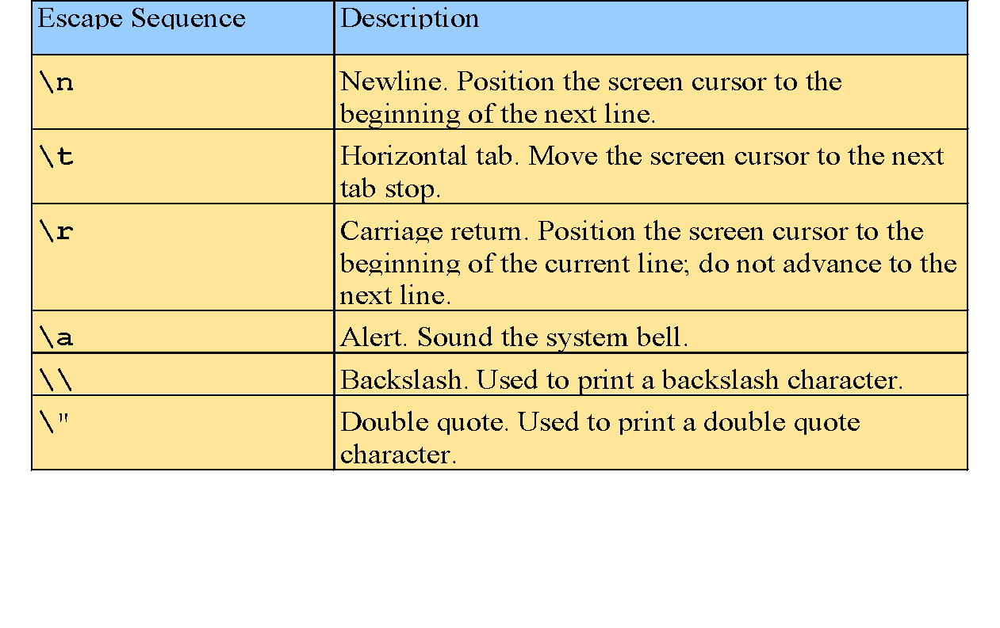 Escape Sequence Description
\n Newline. Position the screen cursor to the
beginning of the next line.
\t Horizontal tab. Move the screen cursor to the next
tab stop.
\r Carriage return. Position the screen cursor to the
beginning of the current line; do not advance to the
next line.
\a Alert. Sound the system bell.
\\ Backslash. Used to print a backslash character.
\" Double quote. Used to print a double quote
character.